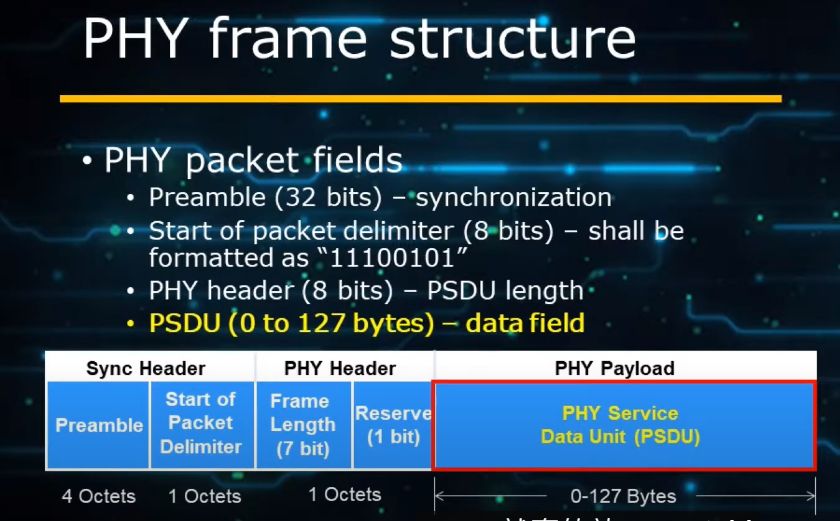 PHY frame structure
• PHY packet fields
• Preamble (32 bits) – synchronization
• Start of packet delimiter (8 bits) – shall be
formatted as “11100101”
• PHY header (8 bits) – PSDU length
• PSDU (0 to 127 bytes) – data field
Sync Header PHY Header PHY Payload
Preamble
Start of
Packet
Delimiter
Frame
Length
(7 bit)
Reserve
(1 bit)
PHY Service
Data Unit (PSDU)
4 Octets 1 Octets 1 Octets 0-127 Bytes